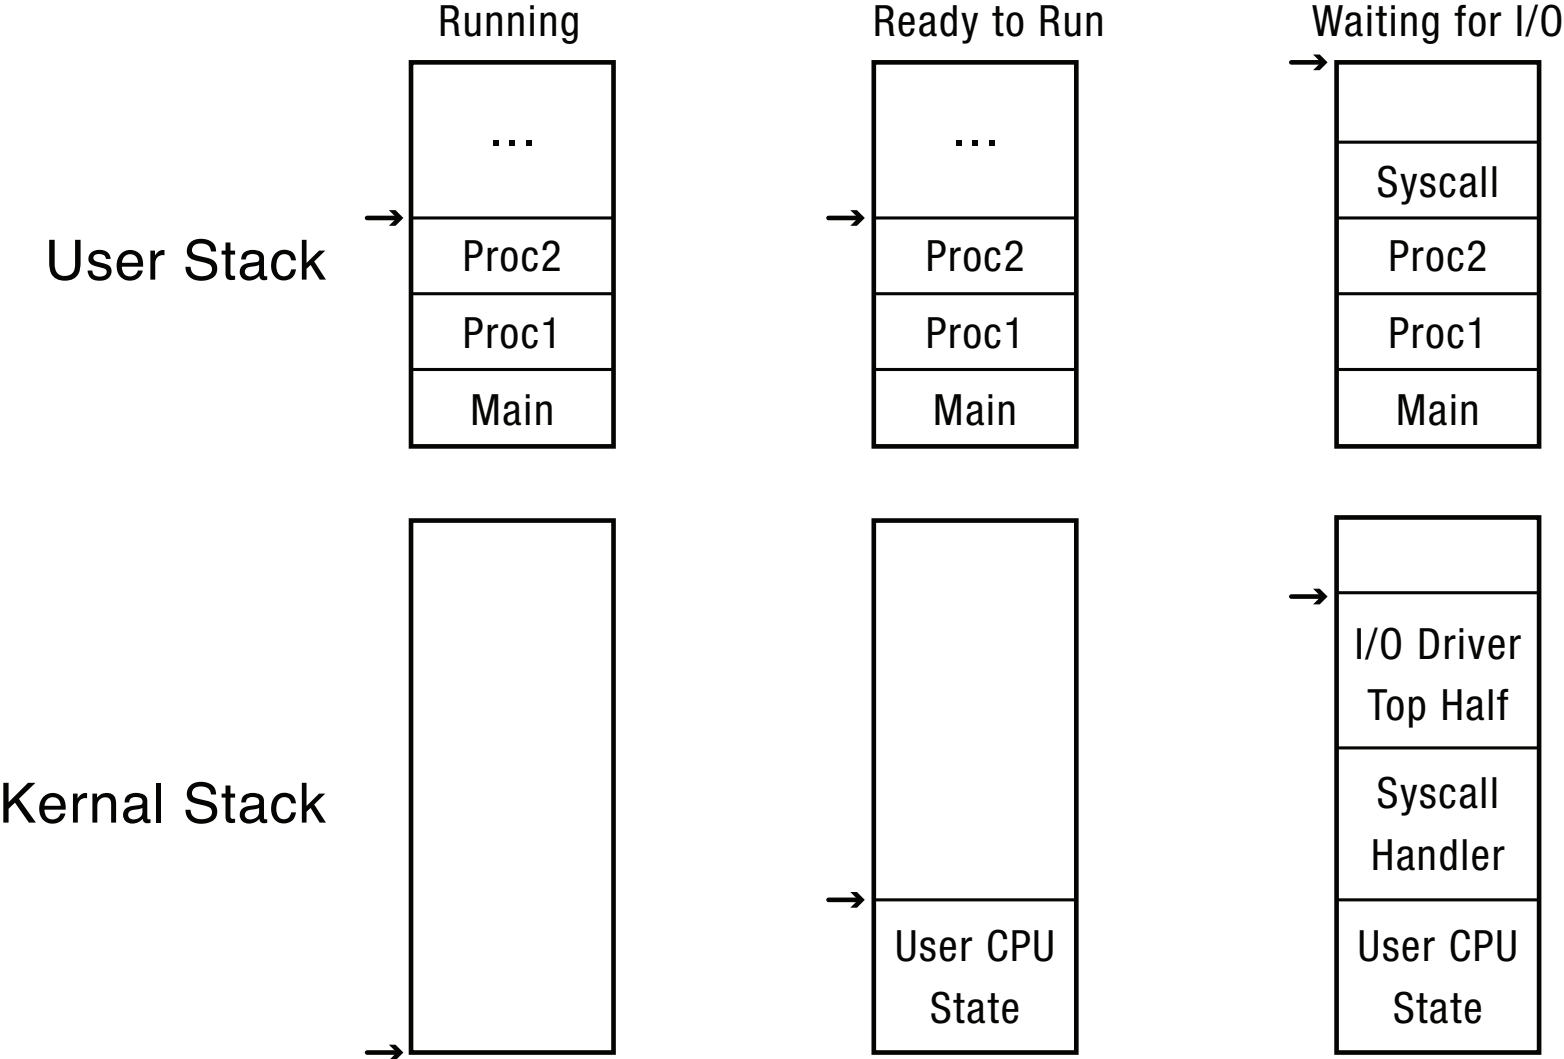 Running
Ready to Run
Waiting for I/O
User Stack
...
Proc2
Proc1
Main
...
Proc2
Proc1
Main
Syscall
Proc2
Proc1
Main
Kernal Stack
User CPU
State
I/O Driver
Top Half
Syscall
Handler
User CPU
State